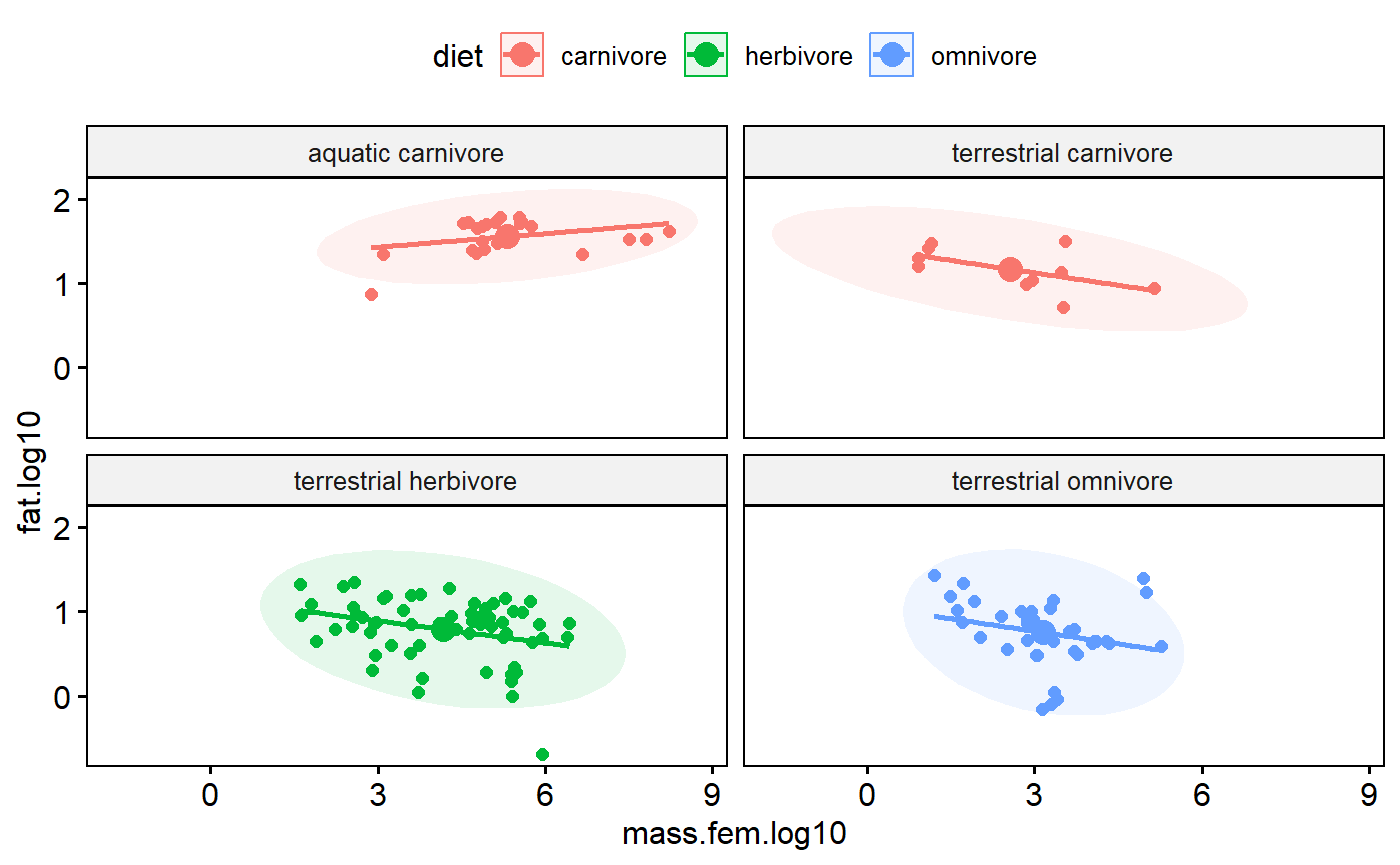 diet carnivore herbivore omnivore
aquatic carnivore terrestrial carnivore
2
1
0
fat.log10
terrestrial herbivore terrestrial omnivore
2
1
0
0 3 6 9 0 3 6 9
mass.fem.log10